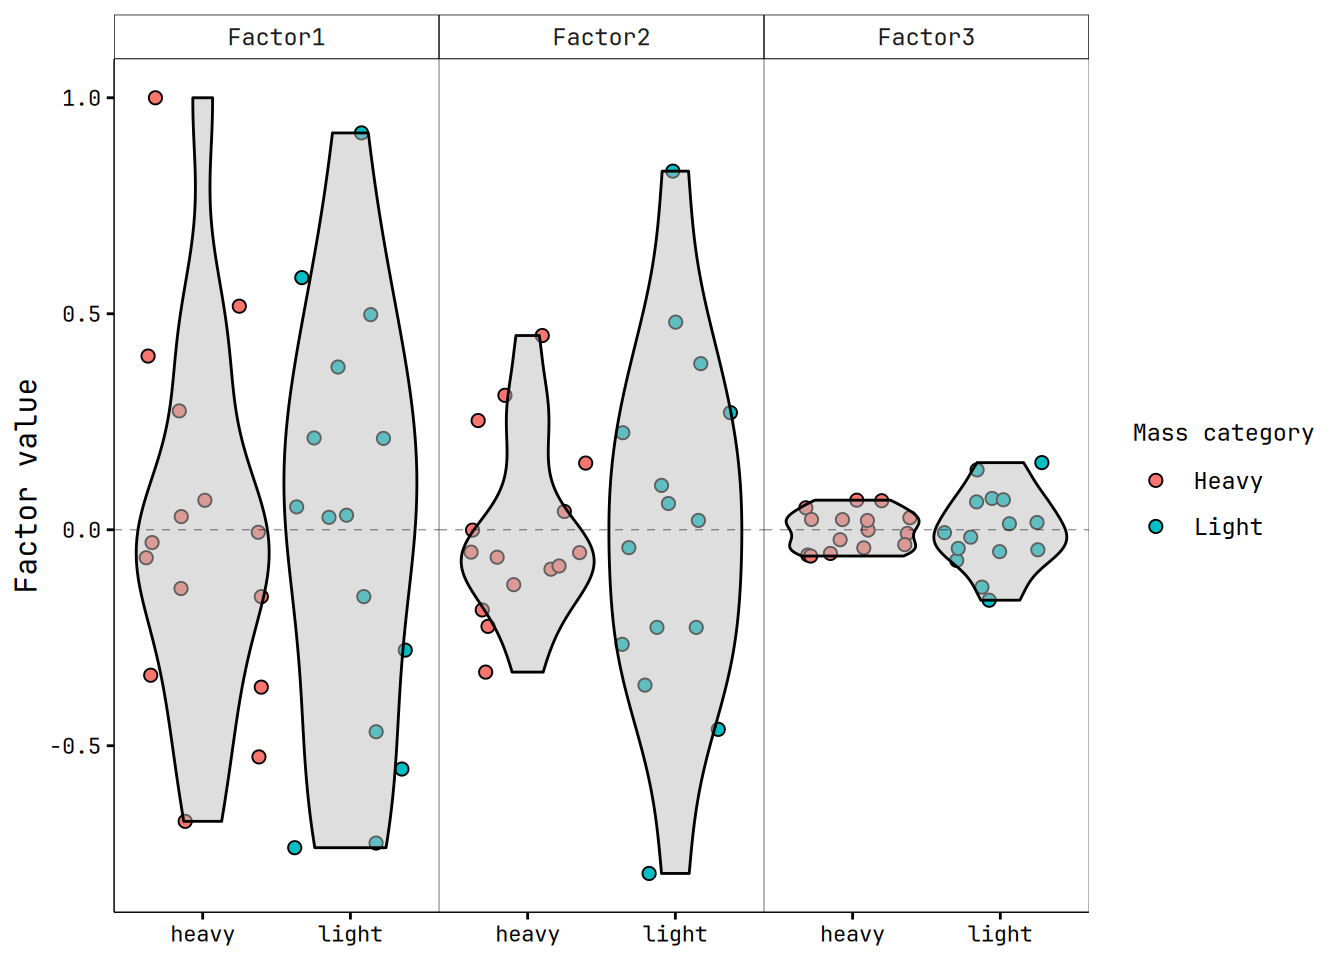 Factor1 Factor2 Factor3
1.0
0.5
0.0
-0.5
Factor value
heavy light heavy light heavy light
Mass category
Heavy
Light